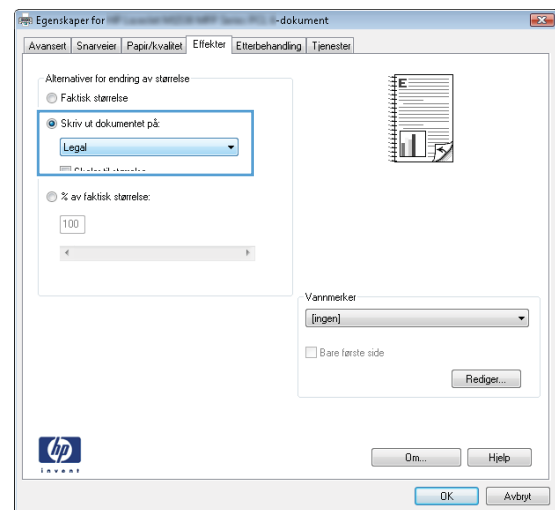 Egenskaper for -dokument
Avansert Snarveier Papir/kvalitet Effekter Etterbehandling Tjenester
Alternativer for endring av størrelse
Faktisk størrelse
Skriv ut dokumentet på:
Legal
% av faktisk størrelse:
100
E
Vannmerker
[ingen]
Bare første side
Rediger...
hp
invent
Om... Hjelp
OK Avbryt